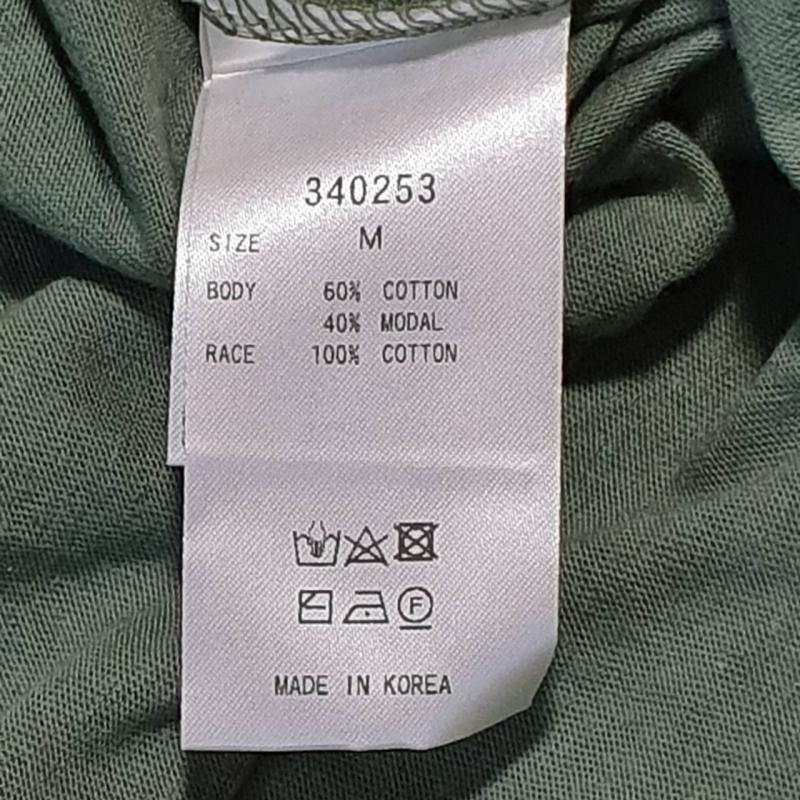 340253
SIZE M
BODY 60% COTTON
40% MODAL
RACE 100% COTTON
F
MADE IN KOREA